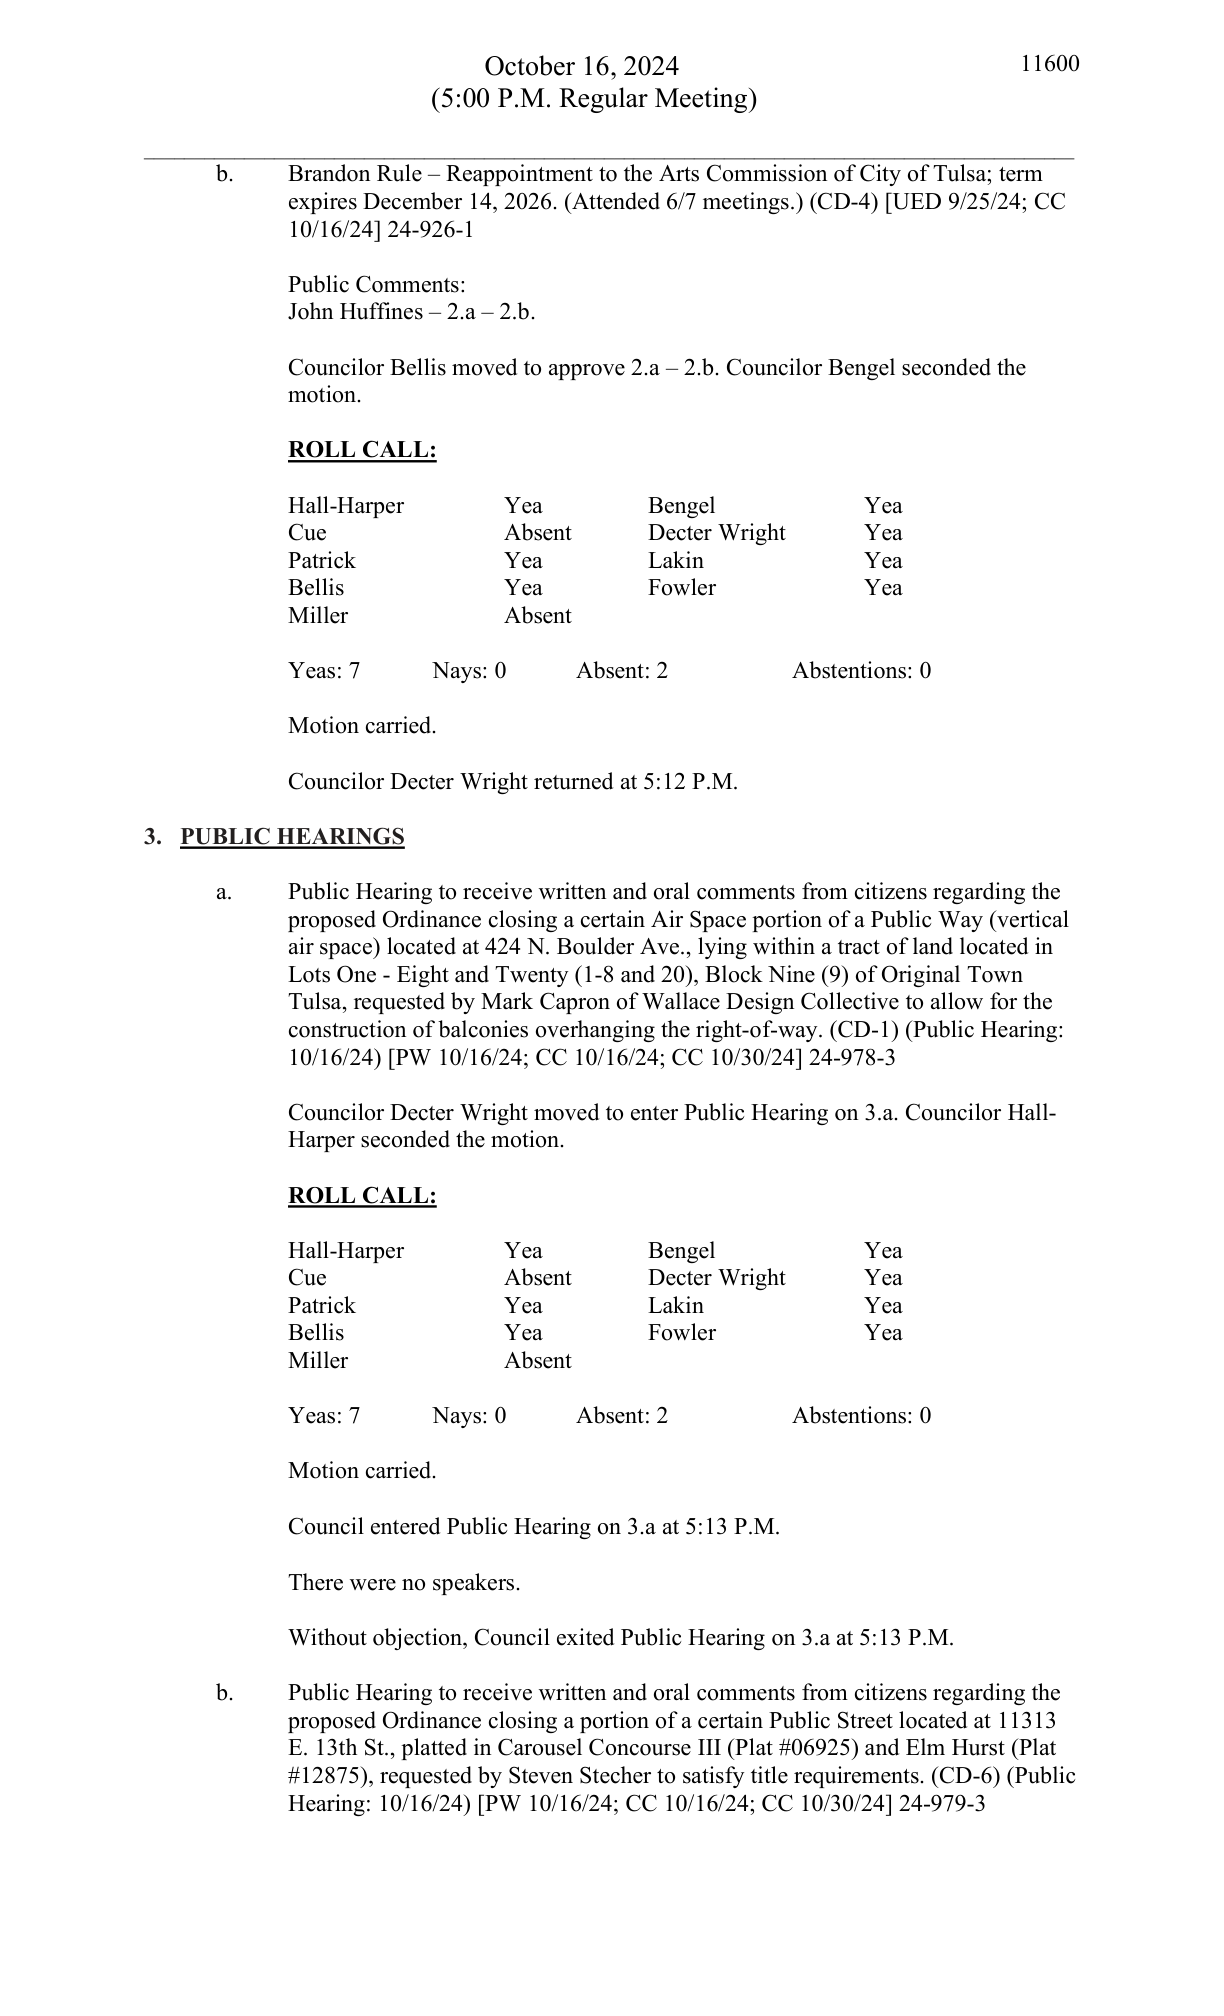 October 16, 2024
11600
(5:00 P.M. Regular Meeting)
b. Brandon Rule – Reappointment to the Arts Commission of City of Tulsa; term
expires December 14, 2026. (Attended 6/7 meetings.) (CD-4) [UED 9/25/24; CC
10/16/24] 24-926-1
Public Comments:
John Huffines – 2.a – 2.b.
Councilor Bellis moved to approve 2.a – 2.b. Councilor Bengel seconded the
motion.
ROLL CALL:
Hall-Harper Yea Bengel Yea
Cue Absent Decter Wright Yea
Patrick Yea Lakin Yea
Bellis Yea Fowler Yea
Miller Absent
Yeas: 7 Nays: 0 Absent: 2 Abstentions: 0
Motion carried.
Councilor Decter Wright returned at 5:12 P.M.
3. PUBLIC HEARINGS
a. Public Hearing to receive written and oral comments from citizens regarding the
proposed Ordinance closing a certain Air Space portion of a Public Way (vertical
air space) located at 424 N. Boulder Ave., lying within a tract of land located in
Lots One - Eight and Twenty (1-8 and 20), Block Nine (9) of Original Town
Tulsa, requested by Mark Capron of Wallace Design Collective to allow for the
construction of balconies overhanging the right-of-way. (CD-1) (Public Hearing:
10/16/24) [PW 10/16/24; CC 10/16/24; CC 10/30/24] 24-978-3
Councilor Decter Wright moved to enter Public Hearing on 3.a. Councilor Hall-
Harper seconded the motion.
ROLL CALL:
Hall-Harper Yea Bengel Yea
Cue Absent Decter Wright Yea
Patrick Yea Lakin Yea
Bellis Yea Fowler Yea
Miller Absent
Yeas: 7 Nays: 0 Absent: 2 Abstentions: 0
Motion carried.
Council entered Public Hearing on 3.a at 5:13 P.M.
There were no speakers.
Without objection, Council exited Public Hearing on 3.a at 5:13 P.M.
b. Public Hearing to receive written and oral comments from citizens regarding the
proposed Ordinance closing a portion of a certain Public Street located at 11313
E. 13th St., platted in Carousel Concourse III (Plat #06925) and Elm Hurst (Plat
#12875), requested by Steven Stecher to satisfy title requirements. (CD-6) (Public
Hearing: 10/16/24) [PW 10/16/24; CC 10/16/24; CC 10/30/24] 24-979-3